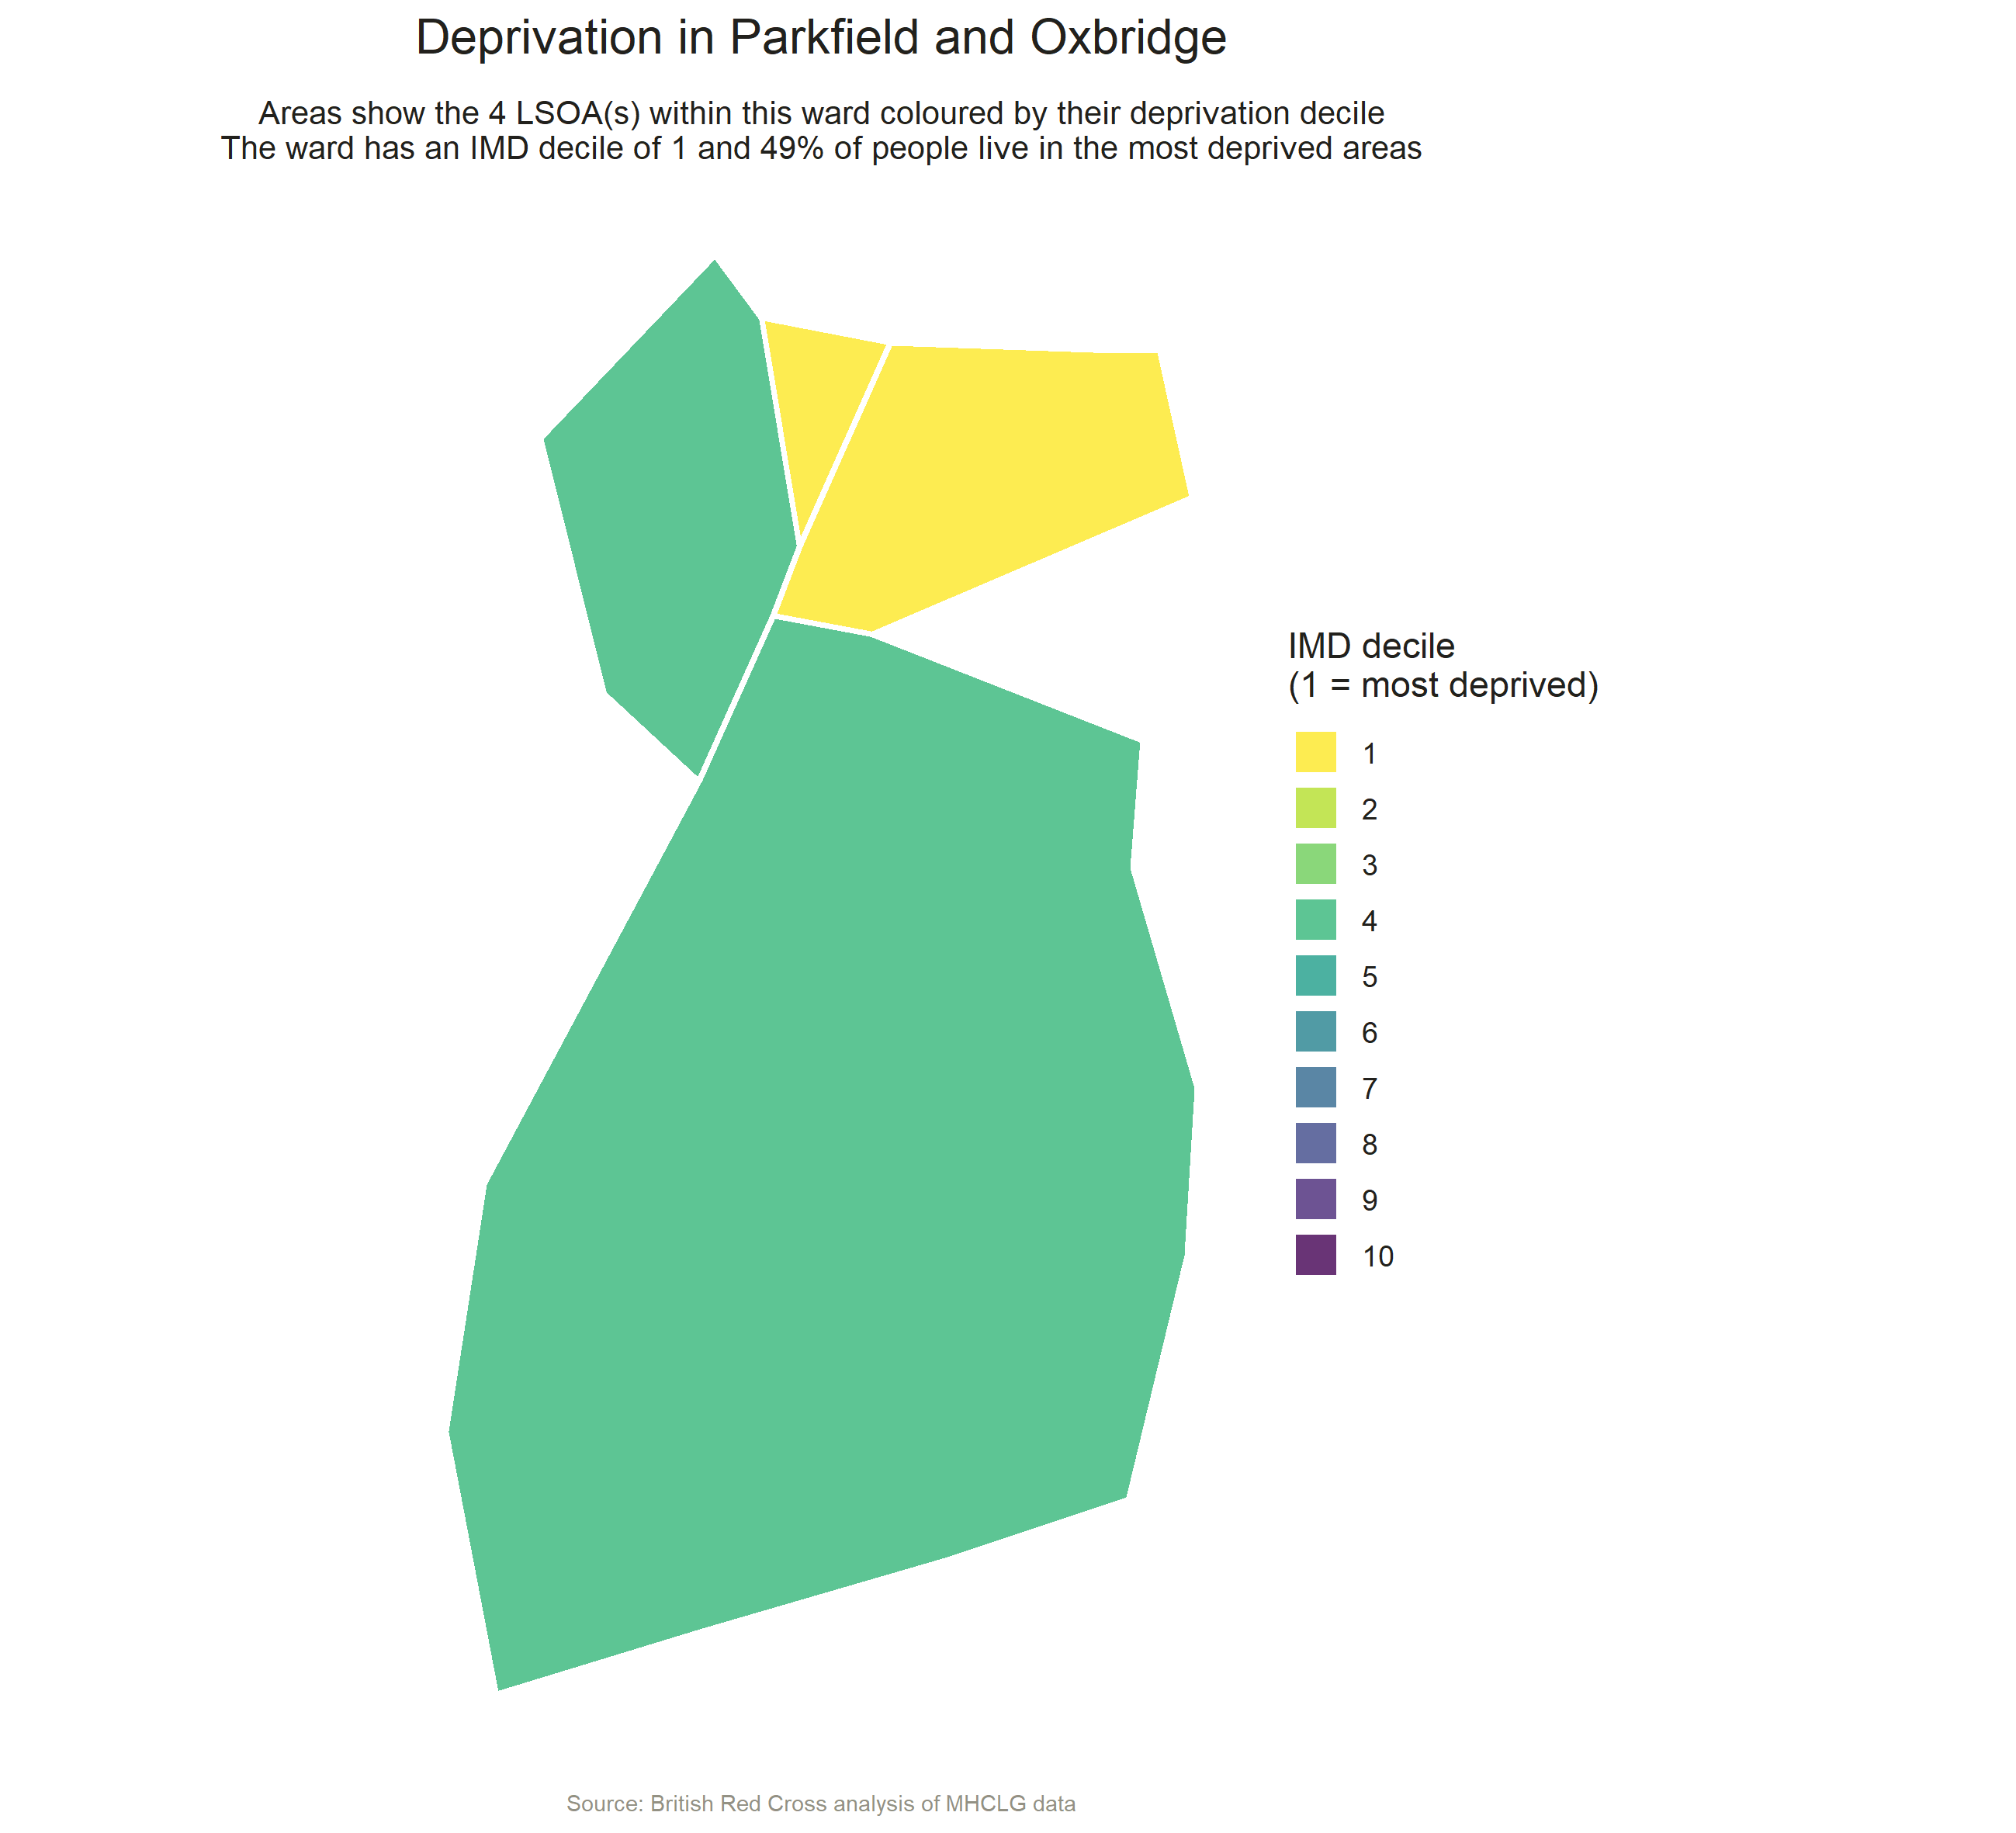 Deprivation in Parkfield and Oxbridge
Areas show the 4 LSOA(s) within this ward coloured by their deprivation decile
The ward has an IMD decile of 1 and 49% of people live in the most deprived areas
IMD decile
(1 = most deprived)
1
2
3
4
5
6
7
8
9
10
Source: British Red Cross analysis of MHCLG data